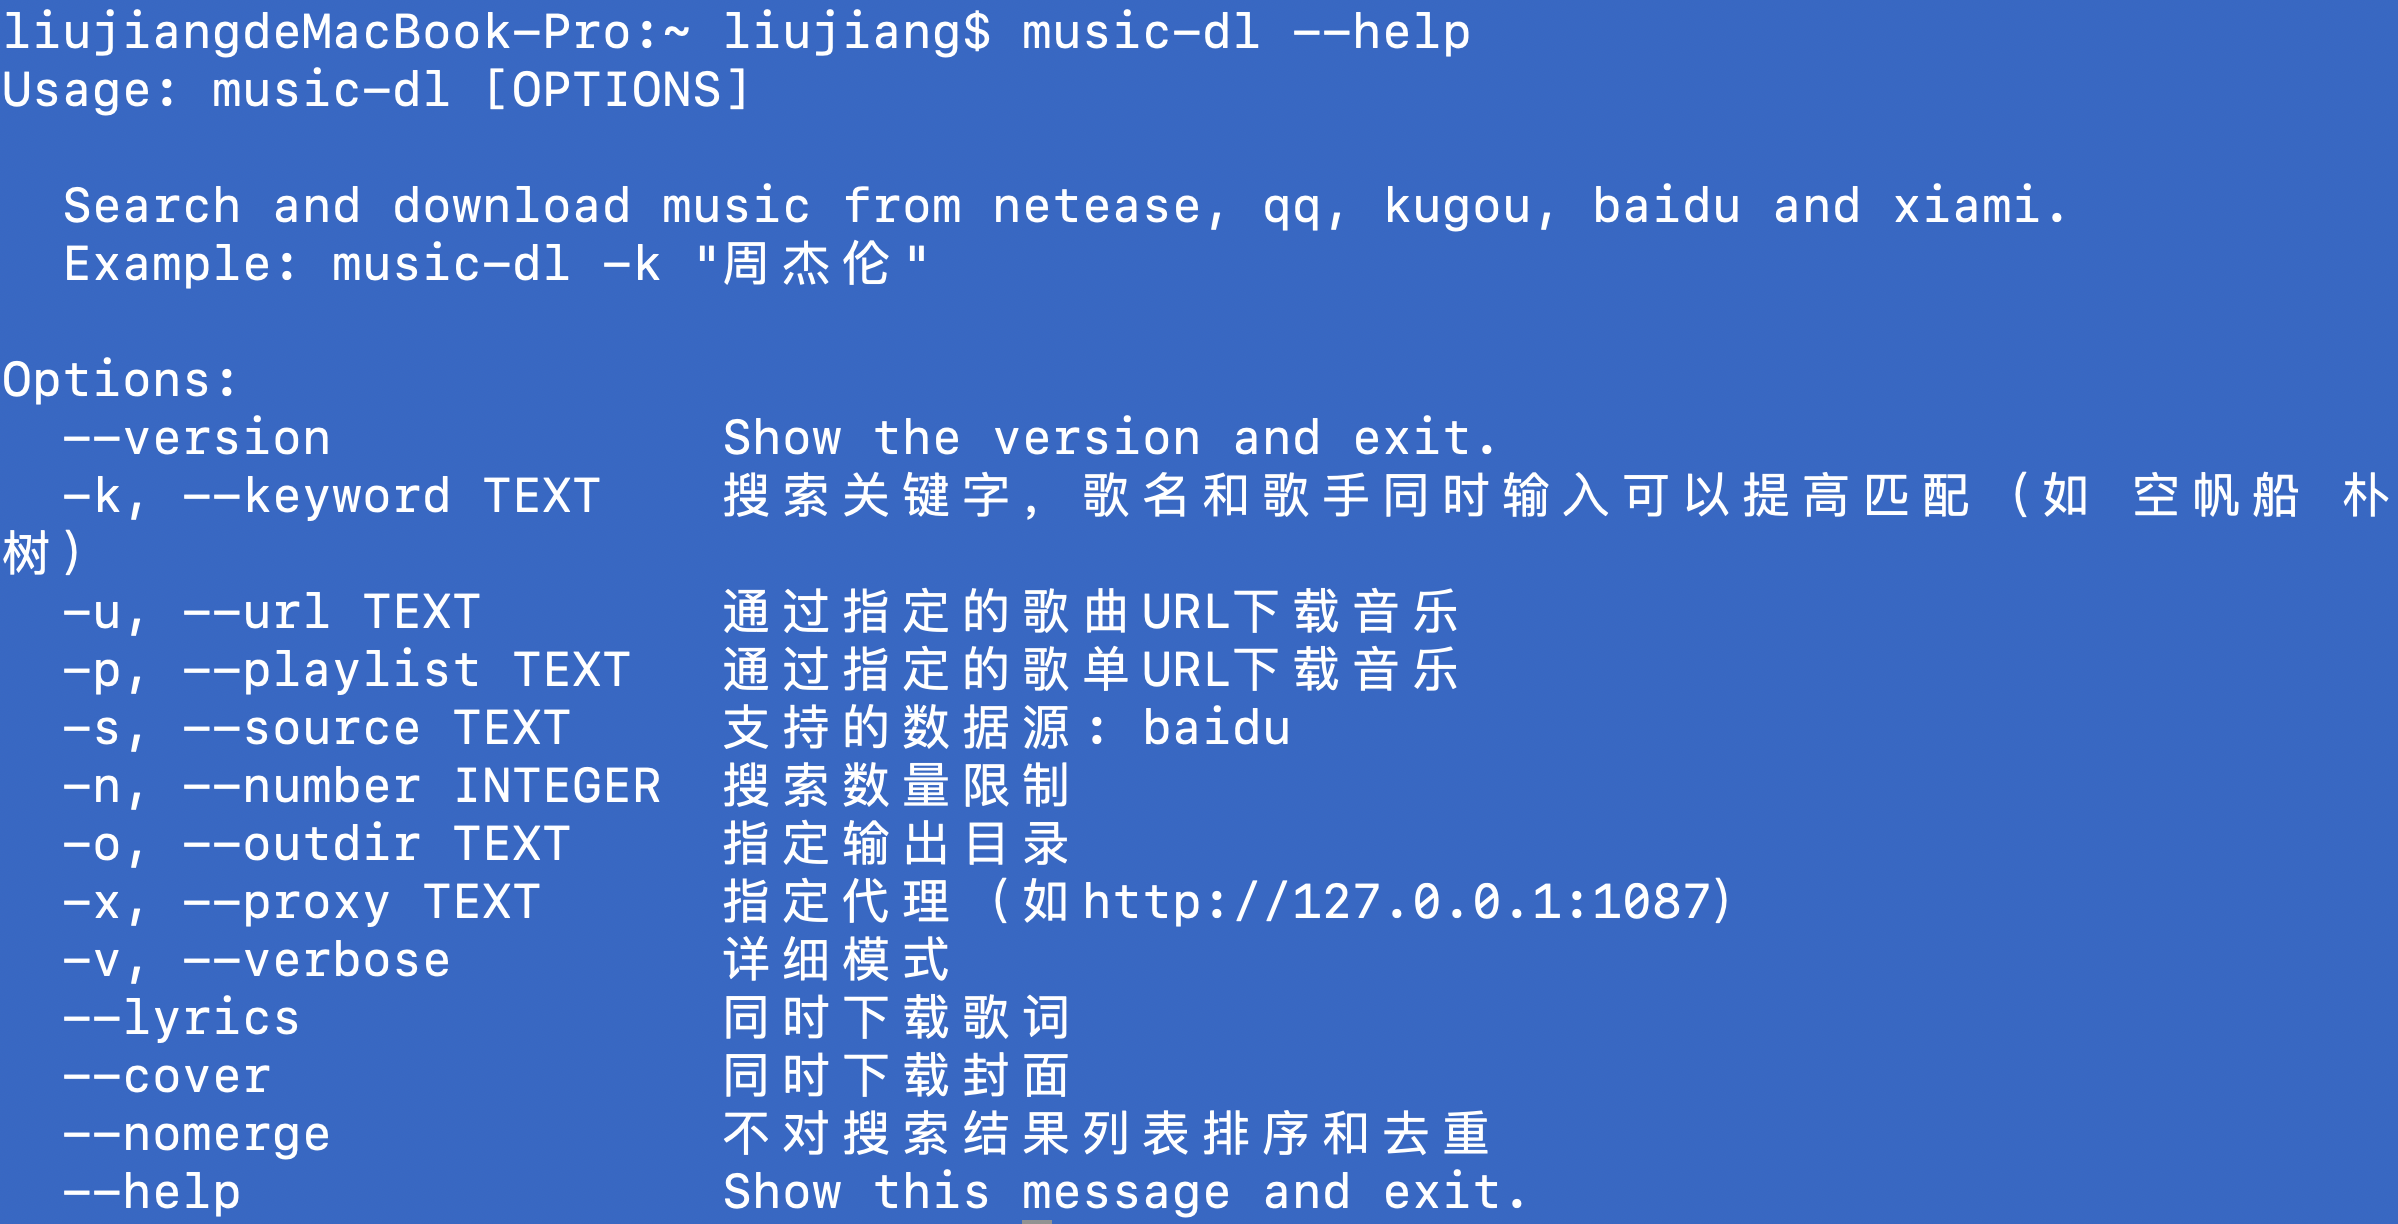 liujiangdeMacBook-Pro:~ liujiang$ music-dl --help
Usage: music-dl [OPTIONS]

  Search and download music from netease, qq, kugou, baidu and xiami.
  Example: music-dl -k "周杰伦"

Options:
  --version             Show the version and exit.
  -k, --keyword TEXT    搜索关键字，歌名和歌手同时输入可以提高匹配（如 空帆船 朴
树）
  -u, --url TEXT        通过指定的歌曲URL下载音乐
  -p, --playlist TEXT   通过指定的歌单URL下载音乐
  -s, --source TEXT     支持的数据源: baidu
  -n, --number INTEGER  搜索数量限制
  -o, --outdir TEXT     指定输出目录
  -x, --proxy TEXT      指定代理（如http://127.0.0.1:1087)
  -v, --verbose         详细模式
  --lyrics              同时下载歌词
  --cover               同时下载封面
  --nomerge             不对搜索结果列表排序和去重
  --help                Show this message and exit.